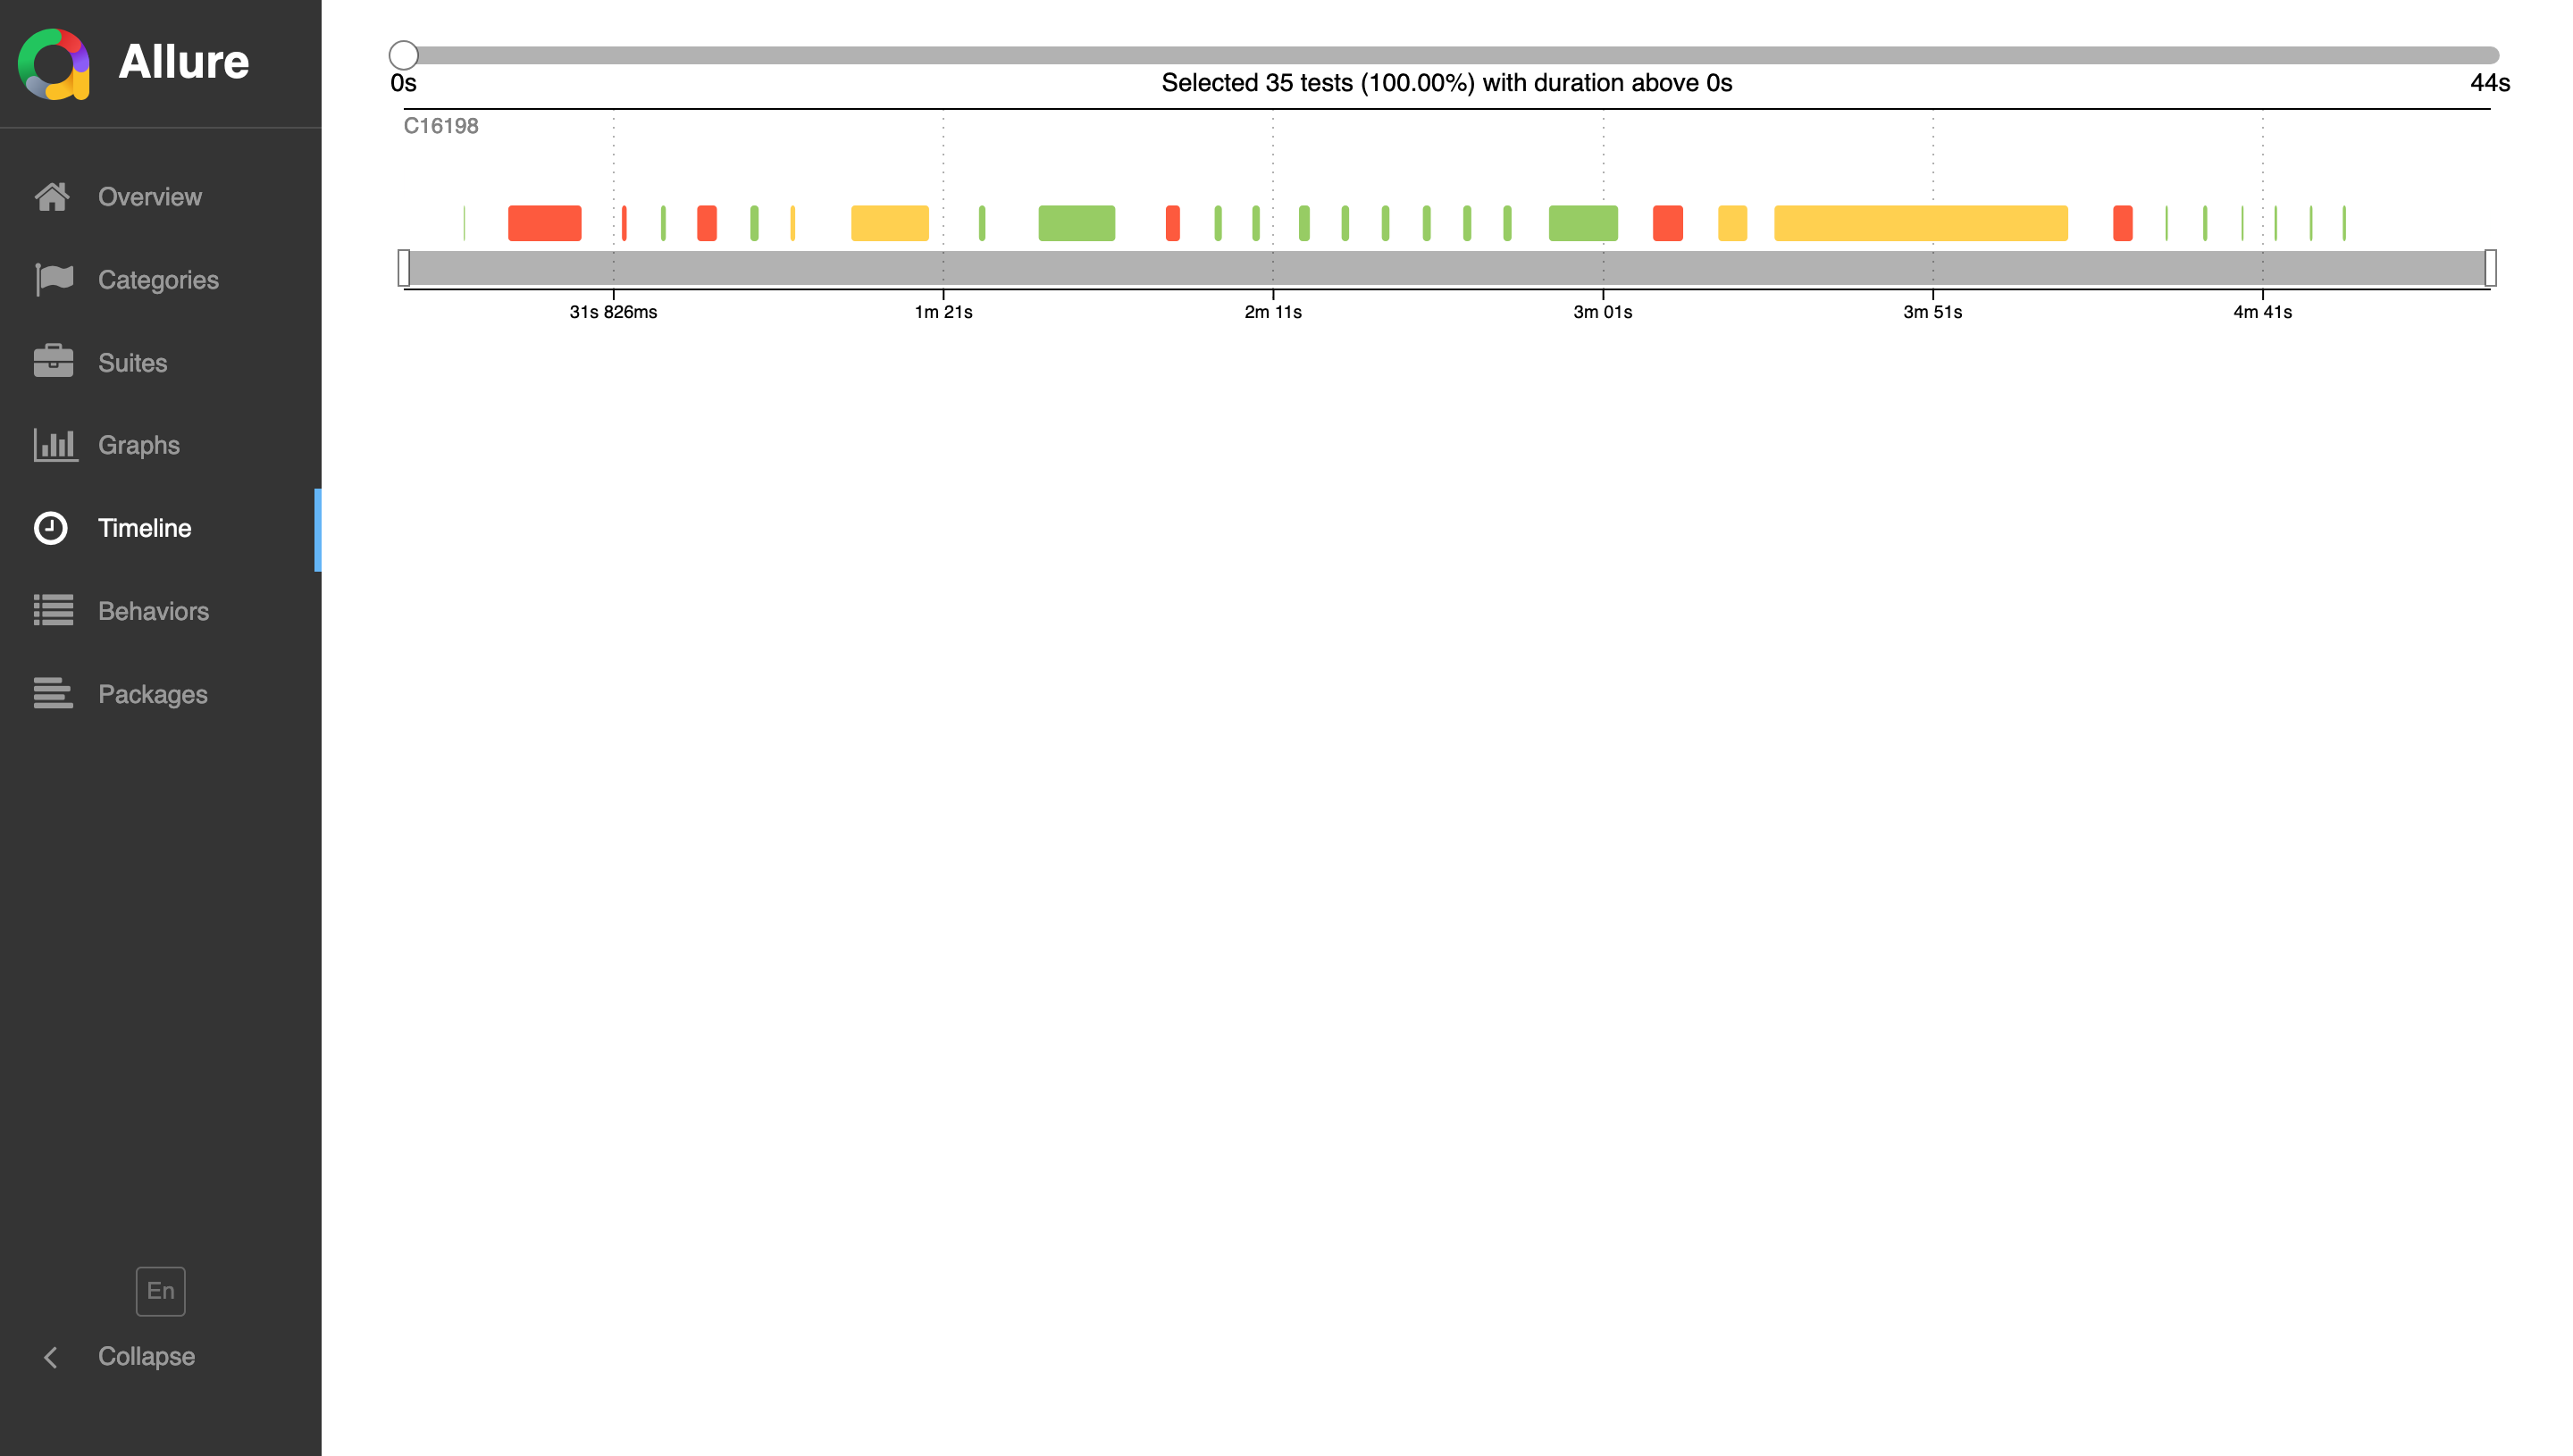 Allure
Overview
Categories
Suites
Graphs
Timeline
Behaviors
Packages
En
Collapse
0s
Selected 35 tests (100.00%) with duration above 0s
44s
C16198
31s 826ms
1m 21s
2m 11s
3m 01s
3m 51s
4m 41s